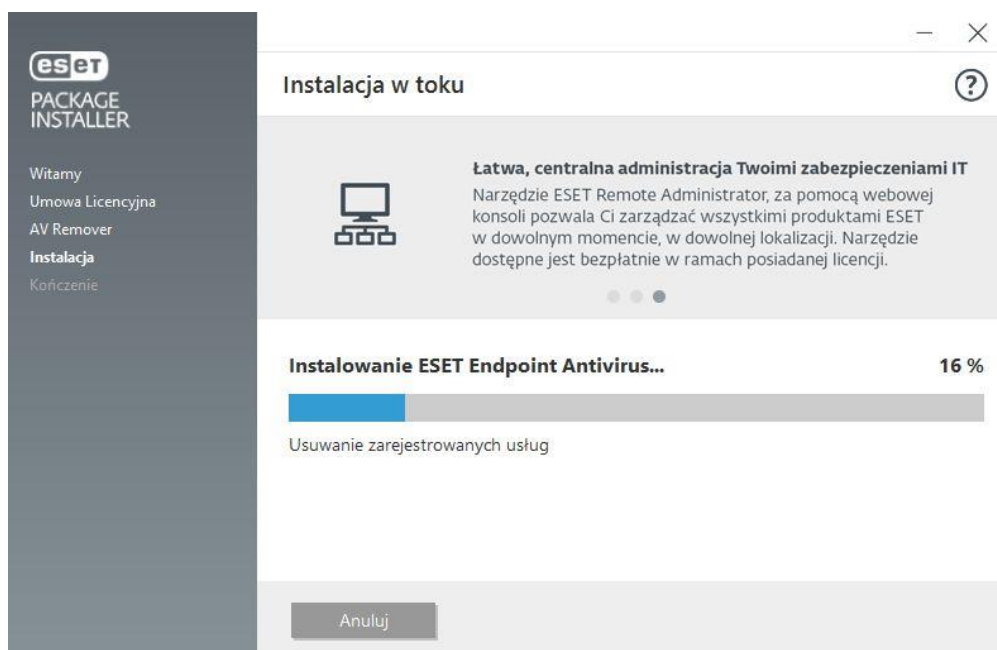 eset
PACKAGE
INSTALLER
Witamy
Umowa Licencyjna
AV Remover
Instalacja
Kończenie
Instalacja w toku
?
Łatwa, centralna administracja Twoimi zabezpieczeniami IT
Narzędzie ESET Remote Administrator, za pomocą webowej
konsoli pozwala Ci zarządzać wszystkimi produktami ESET
w dowolnym momencie, w dowolnej lokalizacji. Narzędzie
dostępne jest bezpłatnie w ramach posiadanej licencji.
Instalowanie ESET Endpoint Antivirus... 16 %
Usuwanie zarejestrowanych usług
Anuluj